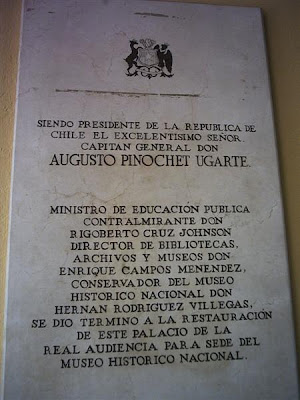 SIENDO PRESIDENTE DE LA REPUBLICA DE
CHILE EL EXCELENTISIMO SEÑOR
CAPITAN GENERAL DON
AUGUSTO PINOCHET UGARTE.
MINISTRO DE EDUCACIÓN PUBLICA
CONTRALMIRANTE DON
RIGOBERTO CRUZ JOHNSON
DIRECTOR DE BIBLIOTECAS,
ARCHIVOS Y MUSEOS DON
ENRIQUE CAMPOS MENENDEZ,
CONSERVADOR DEL MUSEO
HISTORICO NACIONAL DON
HERNAN RODRIGUEZ VILLEGAS,
SE DIO TERMINO A LA RESTAURACIÓN
DE ESTE PALACIO DE LA
REAL AUDIENCIA PARA SEDE DEL
MUSEO HISTORICO NACIONAL.